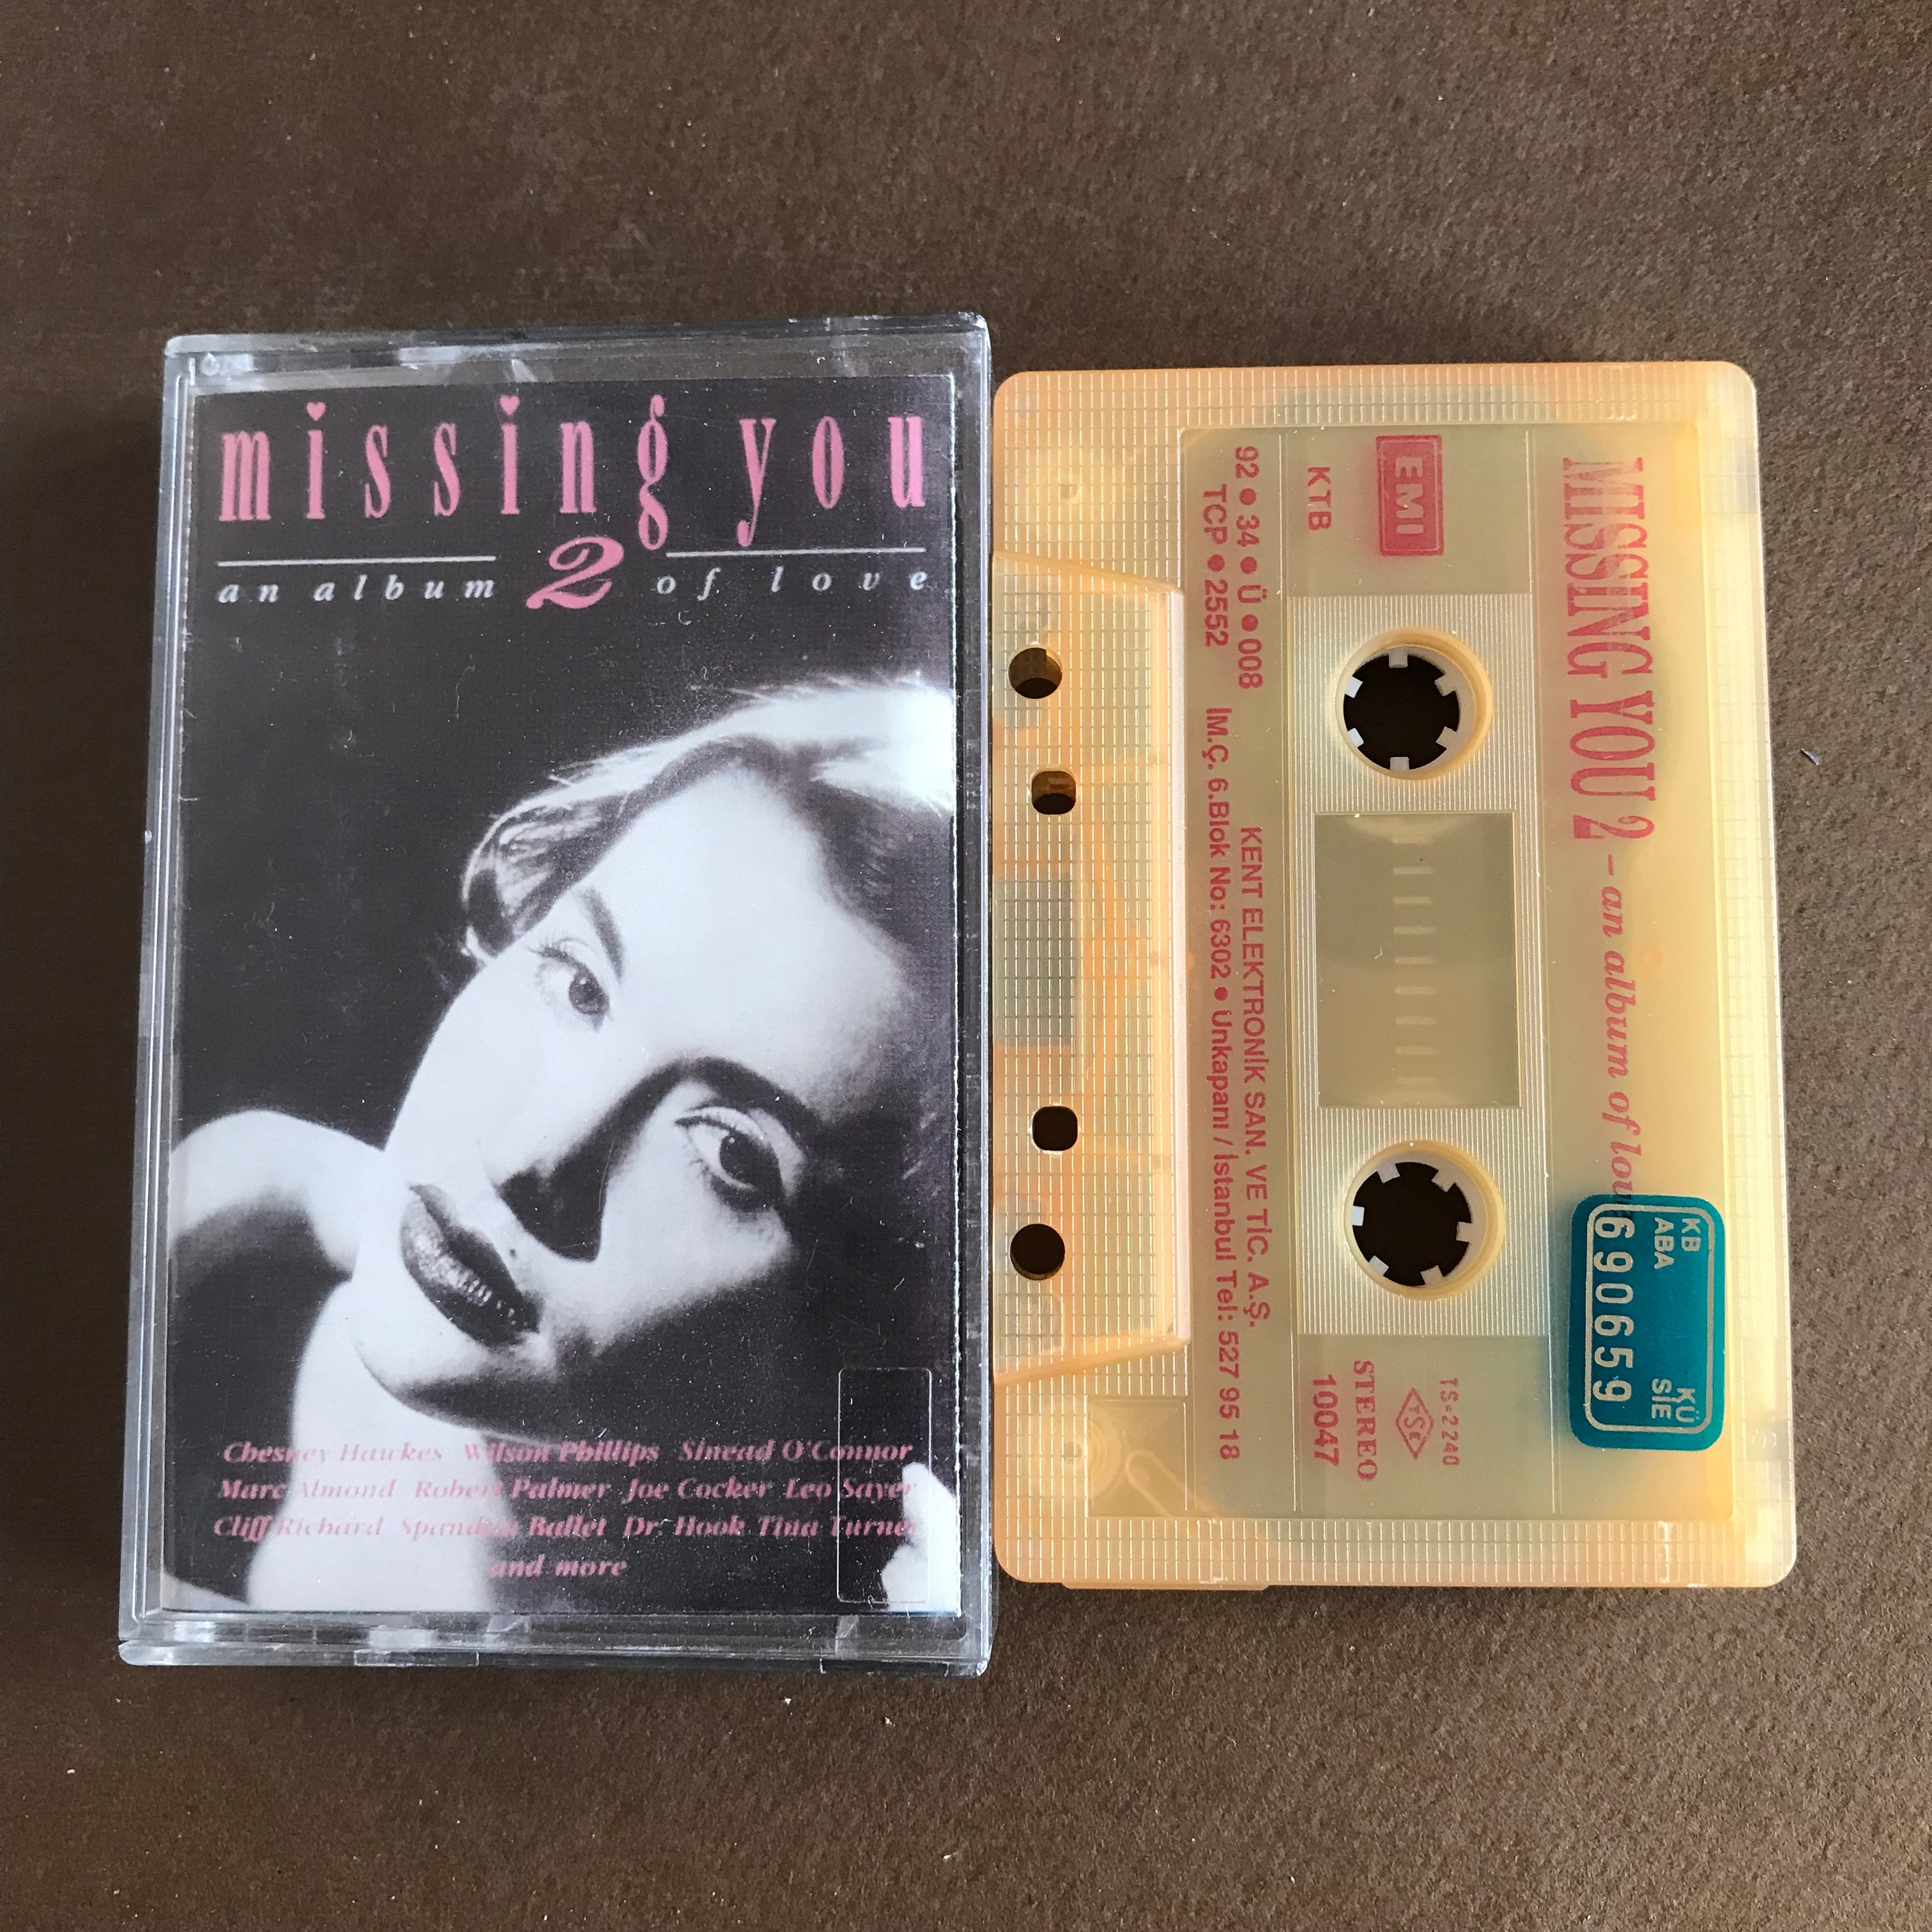 missing you
2
an album of love
Chesney Hawkes Wilson Phillips Sinead O'Connor
Marc Almond Robert Palmer Joe Cocker Leo Sayer
Cliff Richard Spandau Ballet Dr. Hook Tina Turner
and more
MISSING YOU 2 – an album of love
EMI
KTB
STEREO
10047
TS=2240
TSE
92 • 34 • Ü • 008
TCP • 2552
KENT ELEKTRONİK SAN. VE TİC. A.Ş.
İM.Ç. 6.Blok No: 6302 • Unkapanı / İstanbul Tel: 527 95 18
KB KÜ
ABA SİE
690659